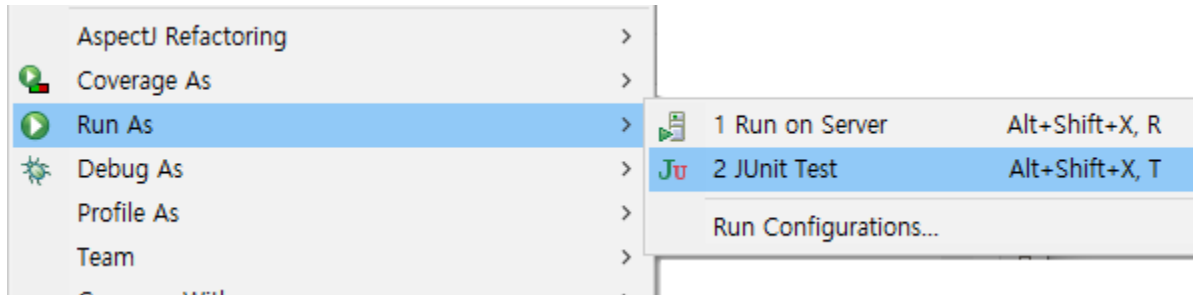 AspectJ Refactoring
Coverage As
Run As
1 Run on Server Alt+Shift+X, R
Debug As
Ju 2 JUnit Test Alt+Shift+X, T
Profile As
Run Configurations...
Team